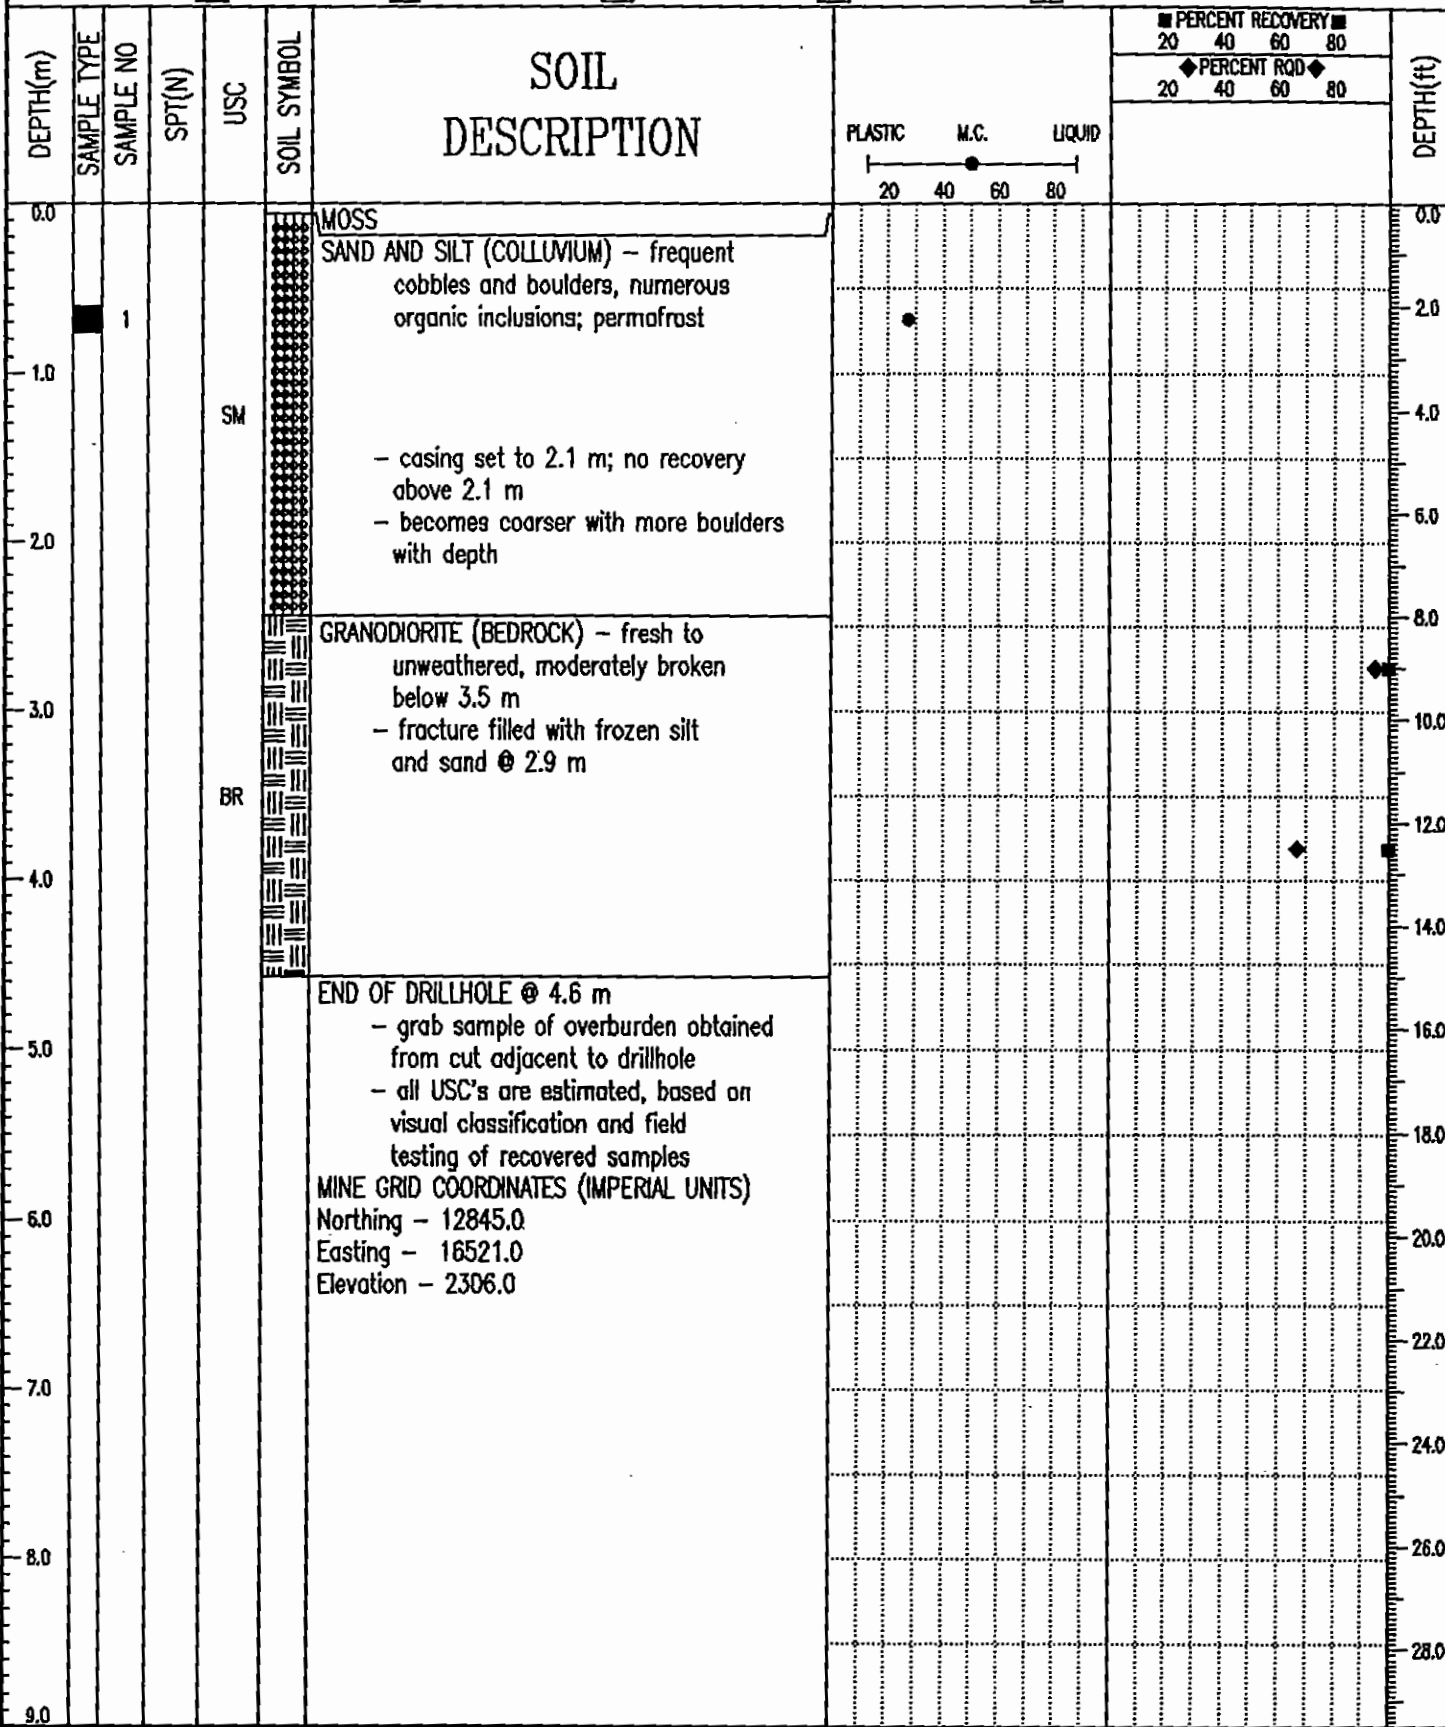 DEPTH(m)
SAMPLE TYPE
SAMPLE NO
SPT(N)
USC
SOIL SYMBOL
SOIL
DESCRIPTION
PLASTIC M.C. LIQUID
20 40 60 80
■ PERCENT RECOVERY ■
20 40 60 80
◆ PERCENT RQD ◆
20 40 60 80
DEPTH(ft)
0.0
1.0
2.0
3.0
4.0
5.0
6.0
7.0
8.0
9.0
1
SM
BR
MOSS
SAND AND SILT (COLLUVIUM) – frequent
cobbles and boulders, numerous
organic inclusions; permafrost
– casing set to 2.1 m; no recovery
above 2.1 m
– becomes coarser with more boulders
with depth
GRANODIORITE (BEDROCK) – fresh to
unweathered, moderately broken
below 3.5 m
– fracture filled with frozen silt
and sand @ 2.9 m
END OF DRILLHOLE @ 4.6 m
– grab sample of overburden obtained
from cut adjacent to drillhole
– all USC's are estimated, based on
visual classification and field
testing of recovered samples
MINE GRID COORDINATES (IMPERIAL UNITS)
Northing – 12845.0
Easting – 16521.0
Elevation – 2306.0
0.0
2.0
4.0
6.0
8.0
10.0
12.0
14.0
16.0
18.0
20.0
22.0
24.0
26.0
28.0